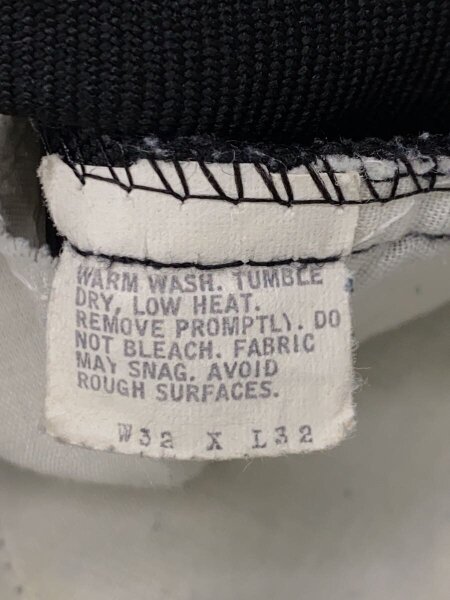 WARM WASH. TUMBLE
DRY, LOW HEAT.
REMOVE PROMPTLY. DO
NOT BLEACH. FABRIC
MAY SNAG. AVOID
ROUGH SURFACES.
W32 X L32